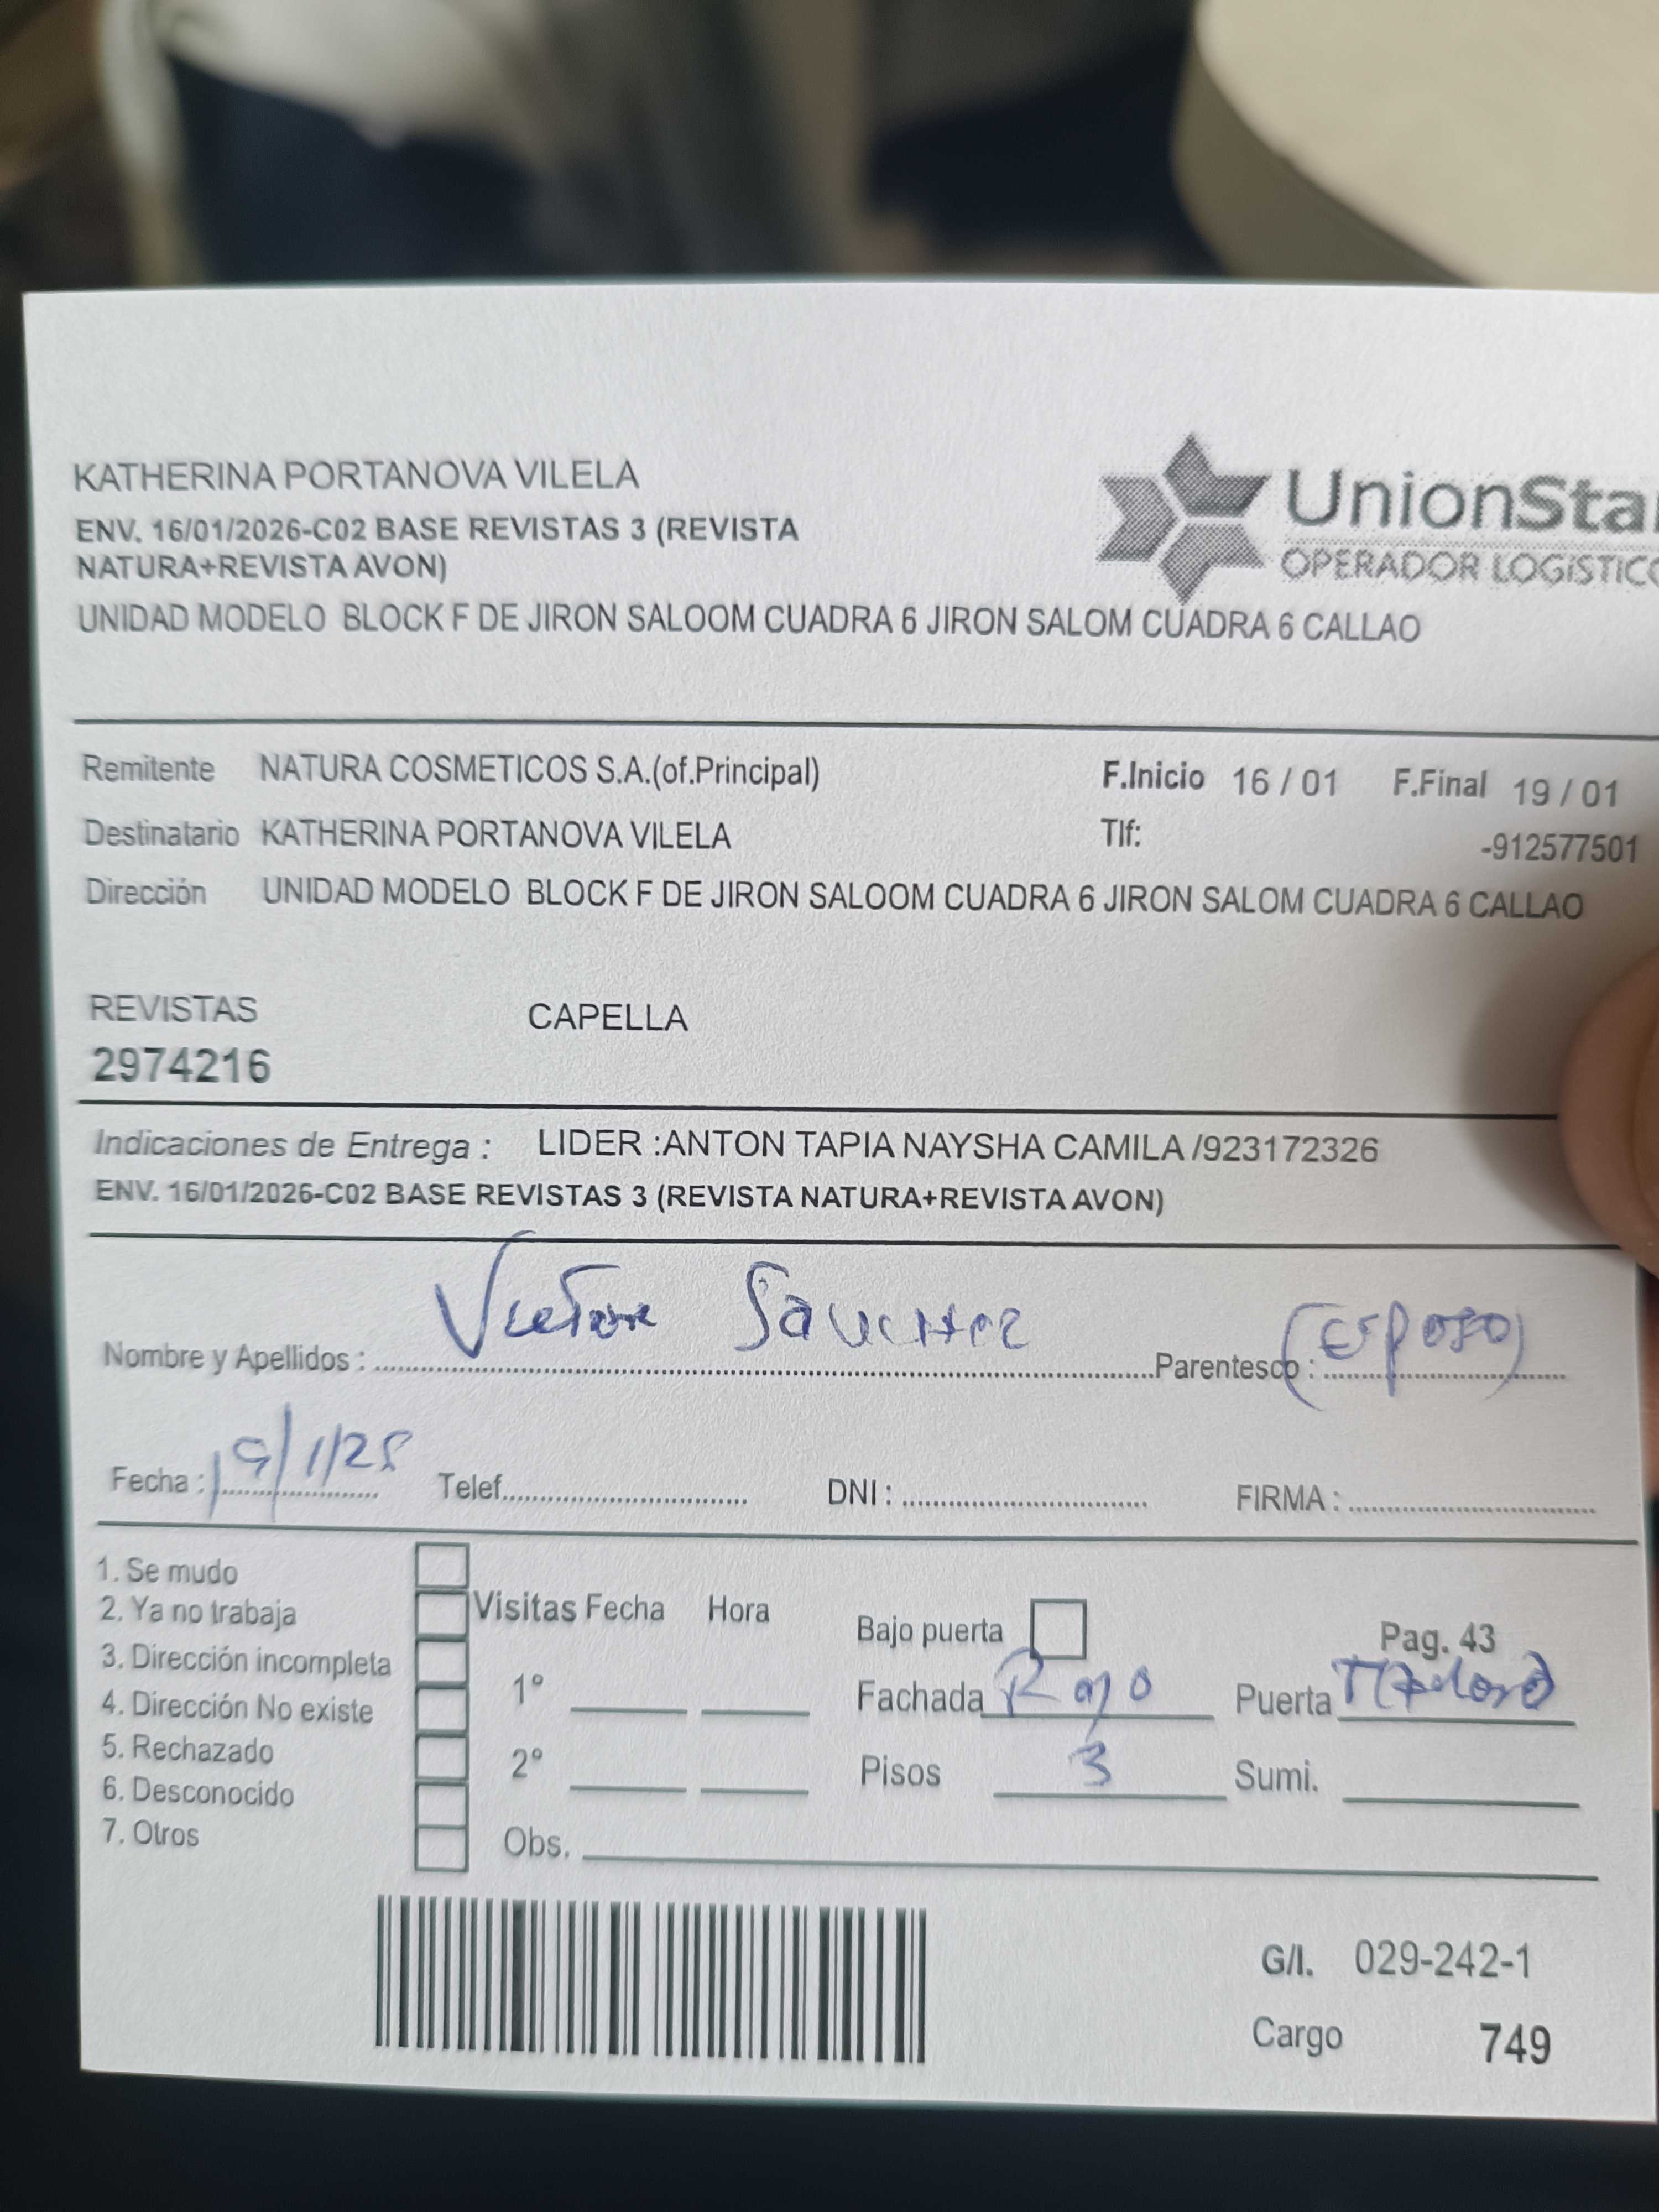 KATHERINA PORTANOVA VILELA
ENV. 16/01/2026-C02 BASE REVISTAS 3 (REVISTA
NATURA+REVISTA AVON)
UNIDAD MODELO BLOCK F DE JIRON SALOOM CUADRA 6 JIRON SALOM CUADRA 6 CALLAO
UnionSta
OPERADOR LOGÍSTICO
Remitente NATURA COSMETICOS S.A.(of.Principal) F.Inicio 16 / 01 F.Final 19 / 01
Destinatario KATHERINA PORTANOVA VILELA Tlf: -912577501
Dirección UNIDAD MODELO BLOCK F DE JIRON SALOOM CUADRA 6 JIRON SALOM CUADRA 6 CALLAO
REVISTAS CAPELLA
2974216
Indicaciones de Entrega : LIDER :ANTON TAPIA NAYSHA CAMILA /923172326
ENV. 16/01/2026-C02 BASE REVISTAS 3 (REVISTA NATURA+REVISTA AVON)
Nombre y Apellidos : Victor Sanchez Parentesco : (Esposo)
Fecha : 19/1/25 Telef. DNI : FIRMA :
1. Se mudo
2. Ya no trabaja
3. Dirección incompleta
4. Dirección No existe
5. Rechazado
6. Desconocido
7. Otros
Visitas Fecha Hora
1º
2º
Obs.
Bajo puerta Pag. 43
Fachada Rojo Puerta
Pisos 3 Sumi.
G/I. 029-242-1
Cargo 749